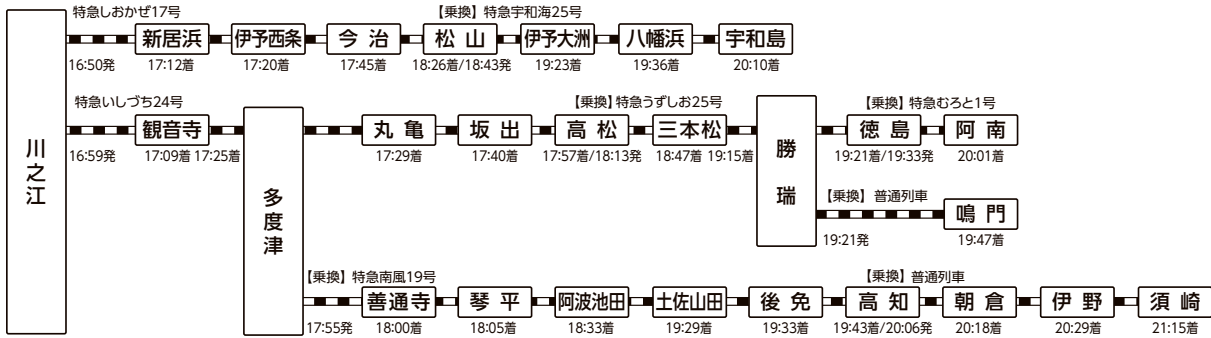 特急しおかぜ17号
【乗換】特急宇和海25号
新居浜 伊予西条 今治 松山 伊予大洲 八幡浜 宇和島
16:50発 17:12着 17:20着 17:45着 18:26着/18:43発 19:23着 19:36着 20:10着
特急いしづち24号
【乗換】特急うずしお25号
【乗換】特急むろと1号
川之江
観音寺 丸亀 坂出 高松 三本松 徳島 阿南
16:59発 17:09着 17:25着 17:29着 17:40着 17:57着/18:13発 18:47着 19:15着 19:21着/19:33発 20:01着
多度津
勝瑞
【乗換】普通列車
鳴門
19:21発 19:47着
【乗換】特急南風19号
【乗換】普通列車
善通寺 琴平 阿波池田 土佐山田 後免 高知 朝倉 伊野 須崎
17:55発 18:00着 18:05着 18:33着 19:29着 19:33着 19:43着/20:06発 20:18着 20:29着 21:15着